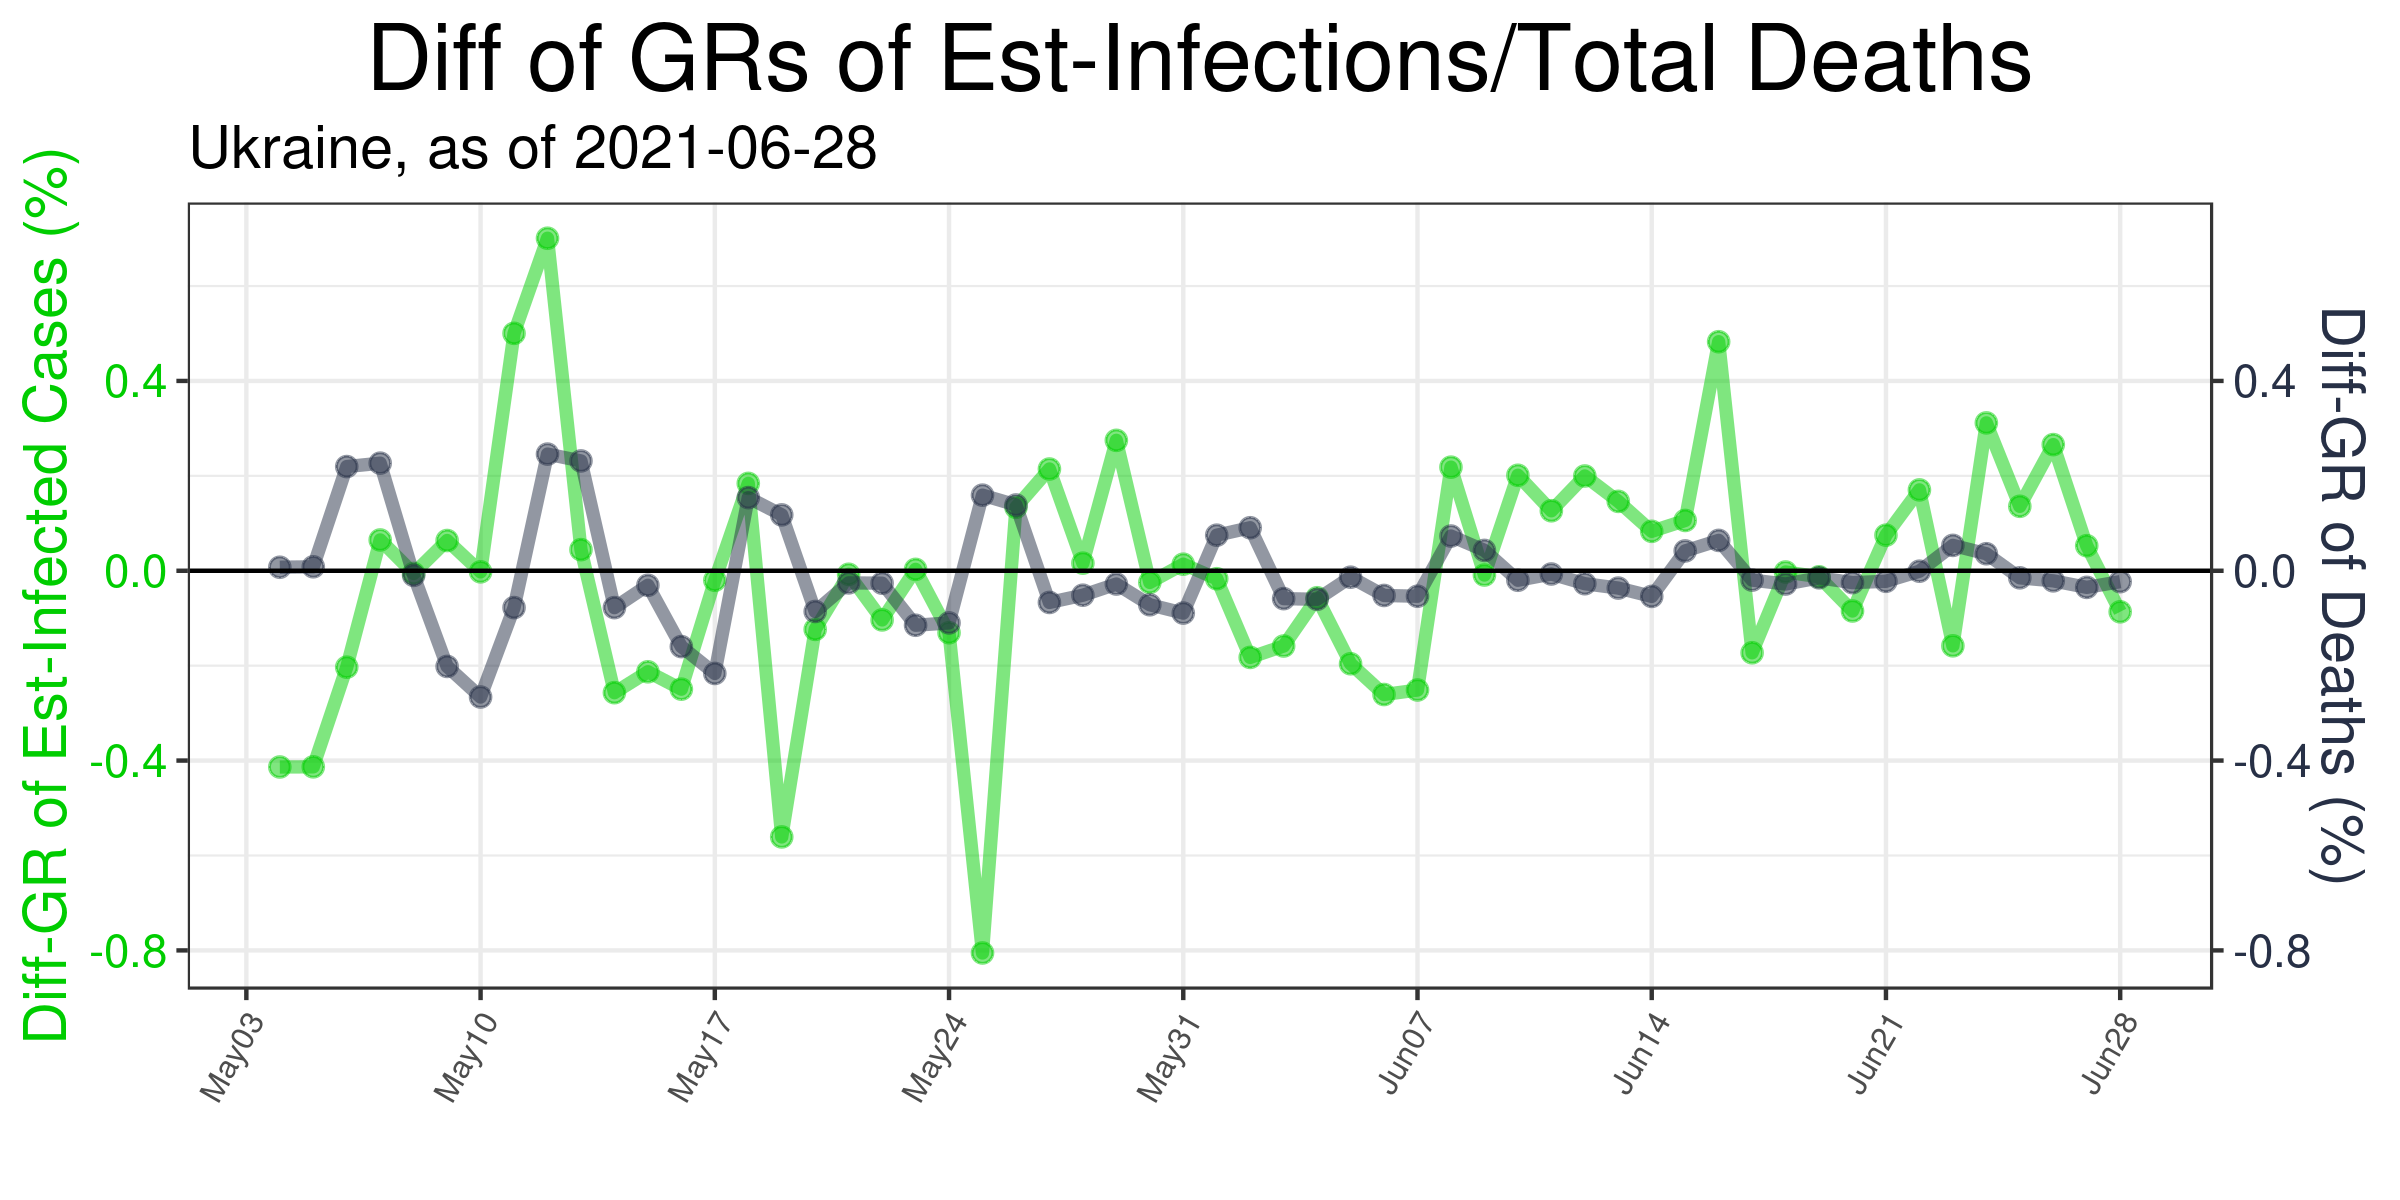 Diff of GRs of Est-Infections/Total Deaths
Ukraine, as of 2021-06-28
Diff-GR of Est-Infected Cases (%)
0.4
0.0
-0.4
-0.8
0.4
0.0
-0.4
-0.8
Diff-GR of Deaths (%)
May03
May10
May17
May24
May31
Jun07
Jun14
Jun21
Jun28